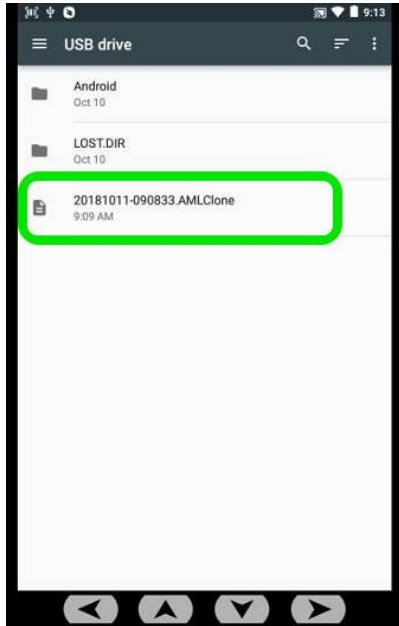 9:13
USB drive
Android
Oct 10
LOST.DIR
Oct 10
20181011-090833.AMLClone
9:09 AM